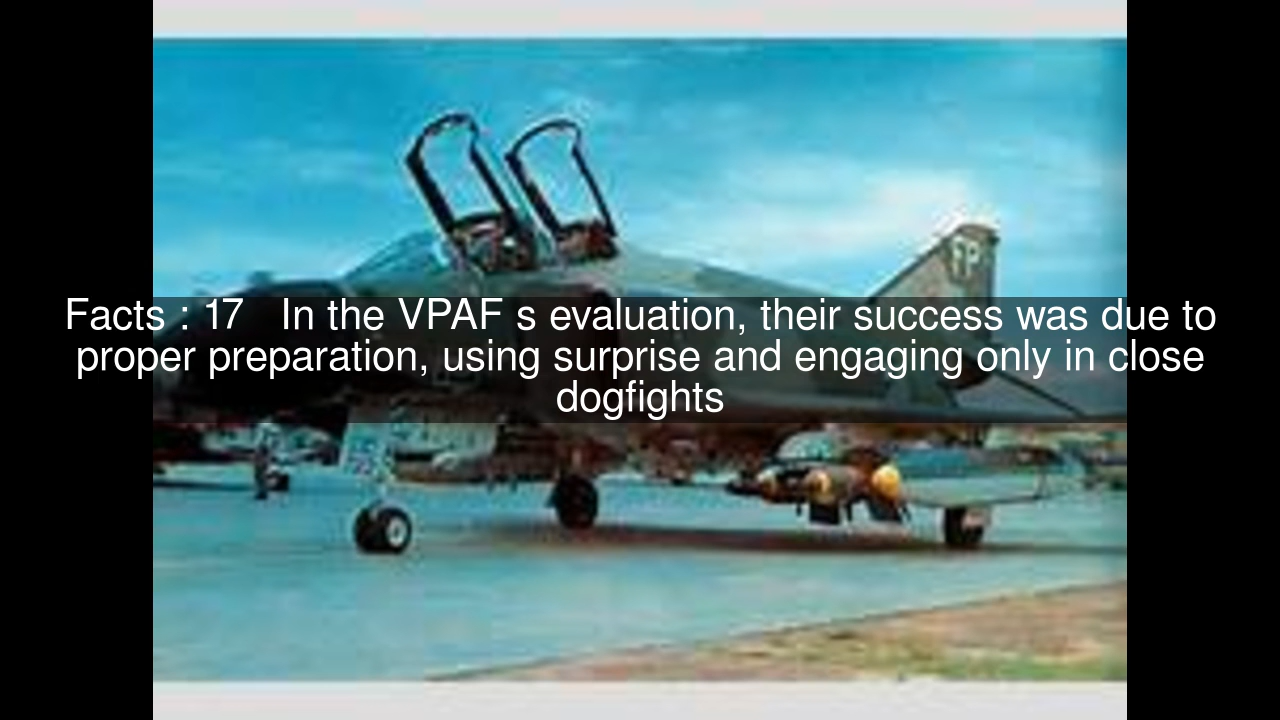 FP
Facts : 17   In the VPAF s evaluation, their success was due to
proper preparation, using surprise and engaging only in close
dogfights